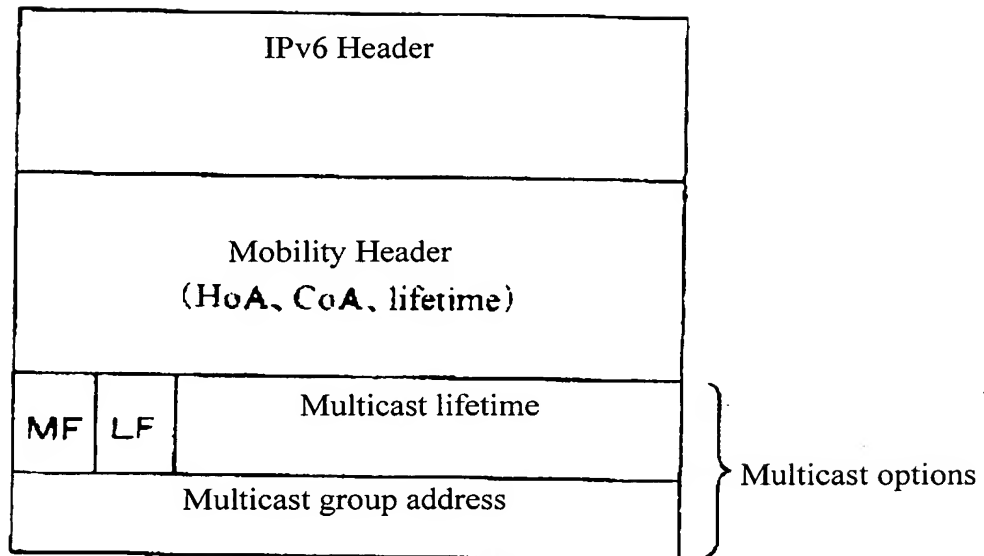 IPv6 Header
Mobility Header
(HoA、CoA、lifetime)
MF LF Multicast lifetime
Multicast options
Multicast group address